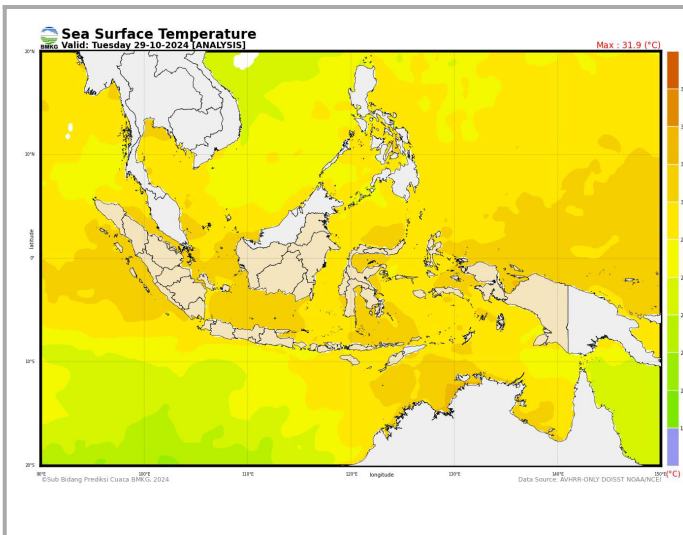 Sea Surface Temperature
BMKG Valid: Tuesday 29-10-2024 [ANALYSIS]
Max : 31.9 (°C)
20°N
10°N
0°
10°S
20°S
latitude
90°E 100°E 110°E 120°E longitude 130°E 140°E 150°E (°C)
©Sub Bidang Prediksi Cuaca BMKG, 2024
Data Source: AVHRR-ONLY DOISST NOAA/NCEI